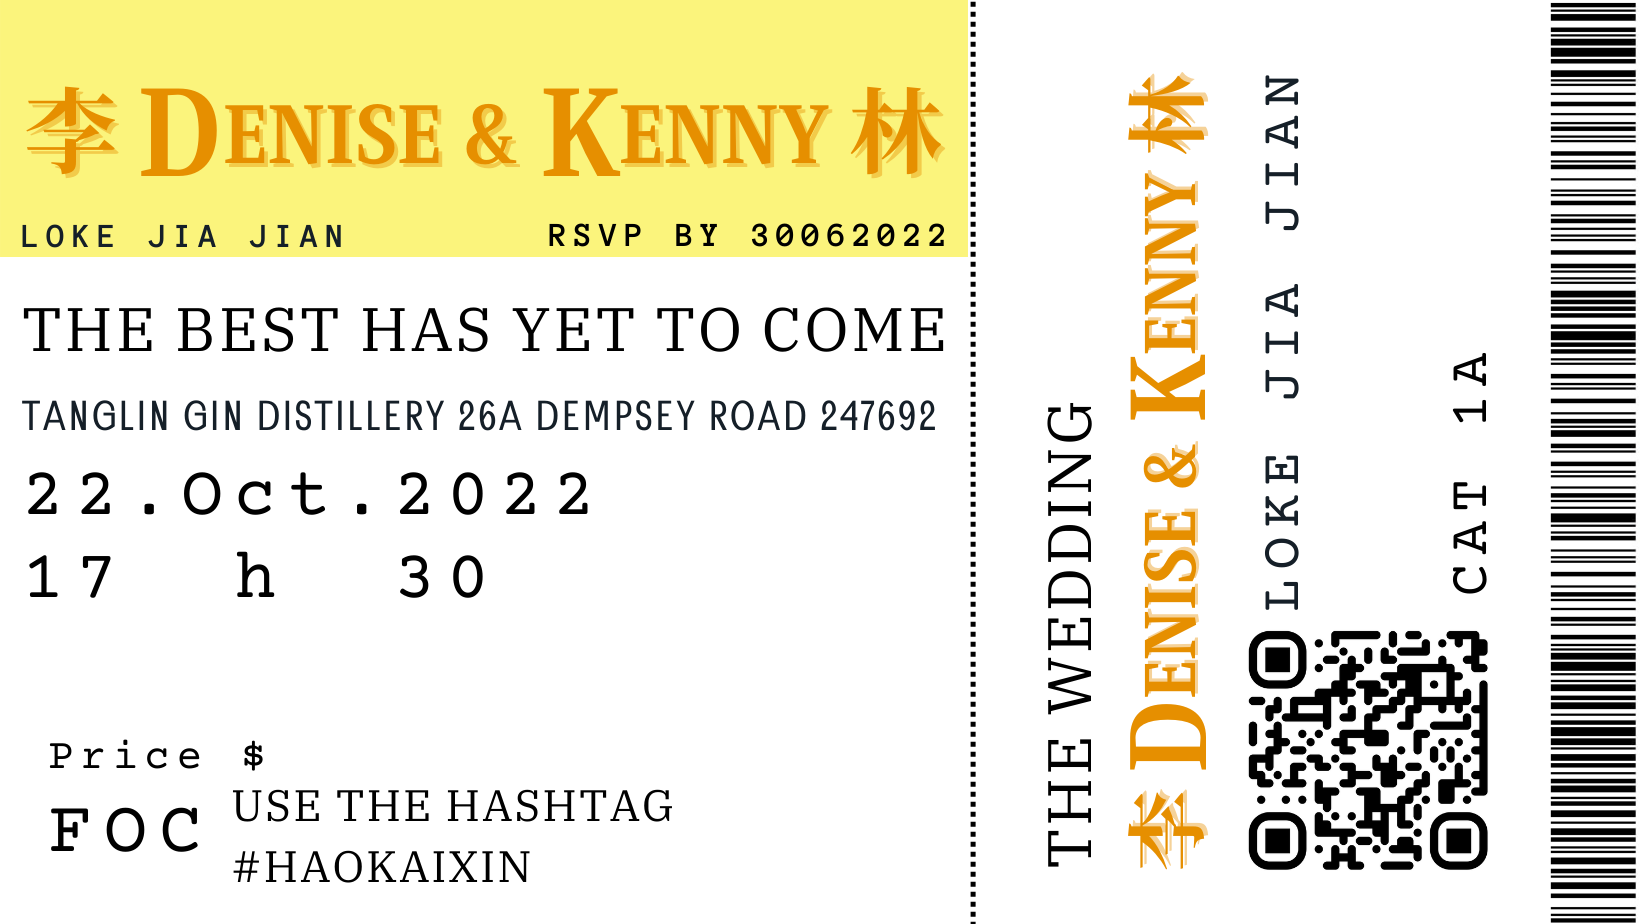 李 DENISE & KENNY 林
LOKE JIA JIAN
RSVP BY 30062022
THE BEST HAS YET TO COME
TANGLIN GIN DISTILLERY 26A DEMPSEY ROAD 247692
22.Oct.2022
17 h 30
Price $
FOC
USE THE HASHTAG
#HAOKAIXIN
THE WEDDING
李 DENISE & KENNY 林
LOKE JIA JIAN
CAT 1A